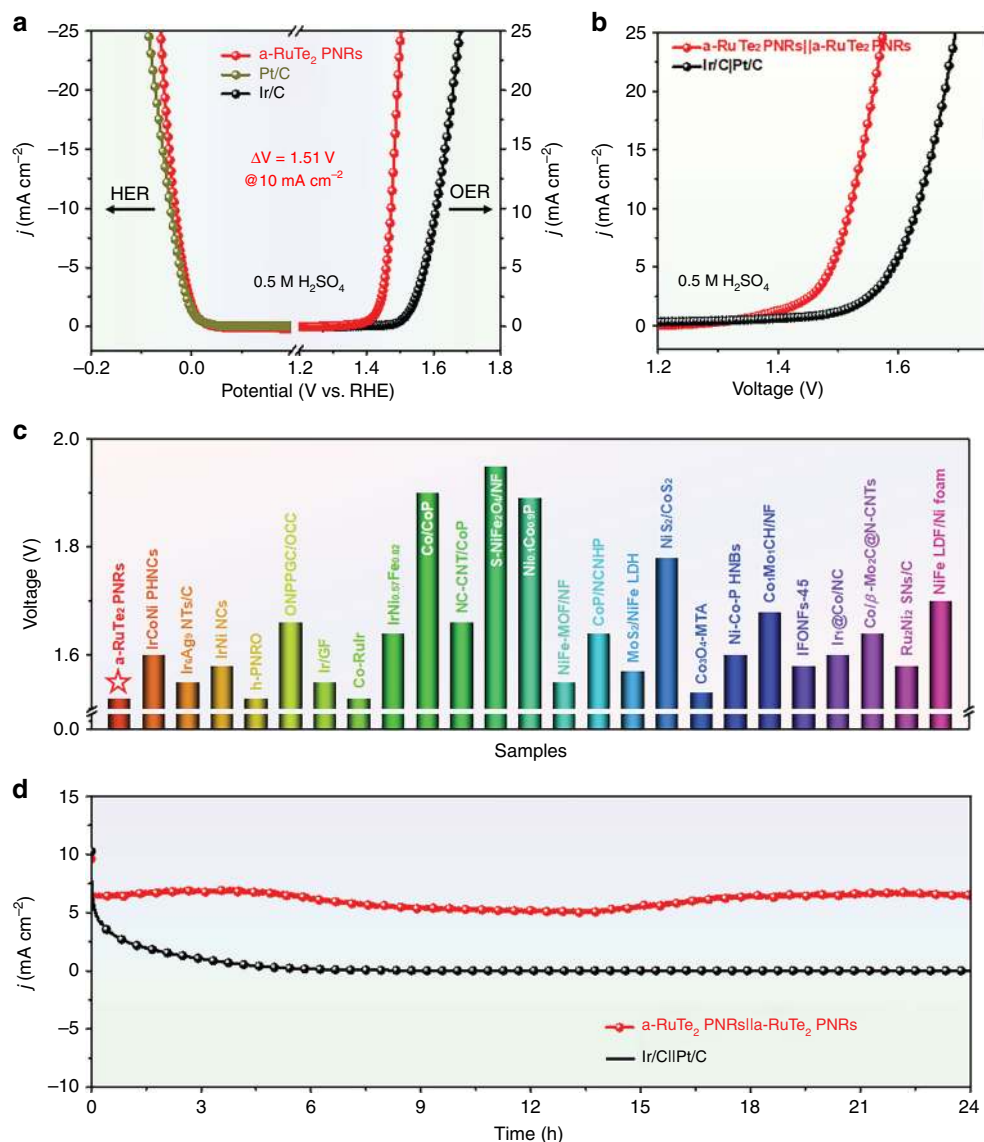 a
b
−25
−20
−15
−10
−5
0
j (mA cm−2)
a-RuTe2 PNRs
Pt/C
Ir/C
ΔV = 1.51 V
@10 mA cm−2
HER
OER
0.5 M H2SO4
25
20
15
10
5
0
j (mA cm−2)
−0.2
0.0
1.2
1.4
1.6
1.8
Potential (V vs. RHE)
25
20
15
10
5
0
j (mA cm−2)
a-RuTe2 PNRs||a-RuTe2 PNRs
Ir/C|Pt/C
0.5 M H2SO4
1.2
1.4
1.6
Voltage (V)
c
2.0
1.8
1.6
0.0
Voltage (V)
a-RuTe2 PNRs
IrCoNi PHNCs
Ir6Ag9 NTs/C
IrNi NCs
h-PNRO
ONPPGC/OCC
Ir/GF
Co-RuIr
IrNi0.57Fe0.82
Co/CoP
NC-CNT/CoP
S-NiFe2O4/NF
Ni0.1Co0.9P
NiFe-MOF/NF
CoP/NCNHP
MoS2/NiFe LDH
NiS2/CoS2
Co3O4-MTA
Ni-Co-P HNBs
Co1Mo1CH/NF
IFONFs-45
Ir1@Co/NC
Co/β-Mo2C@N-CNTs
Ru2Ni2 SNs/C
NiFe LDF/Ni foam
Samples
d
15
10
5
0
−5
−10
j (mA cm−2)
a-RuTe2 PNRsIIa-RuTe2 PNRs
Ir/CIIPt/C
0
3
6
9
12
15
18
21
24
Time (h)